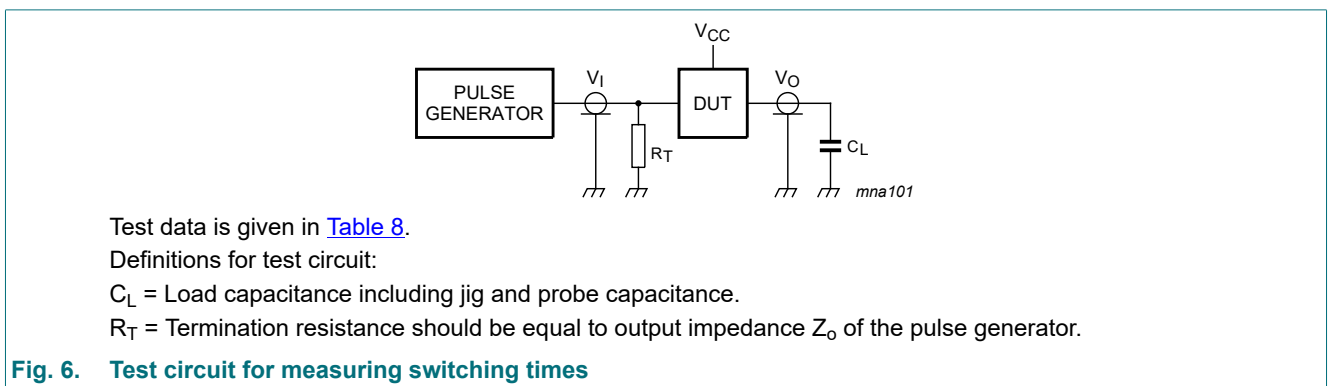 VCC
PULSE
GENERATOR
VI
RT
DUT
VO
CL
mna101
Test data is given in Table 8.
Definitions for test circuit:
CL = Load capacitance including jig and probe capacitance.
RT = Termination resistance should be equal to output impedance Zo of the pulse generator.
Fig. 6. Test circuit for measuring switching times